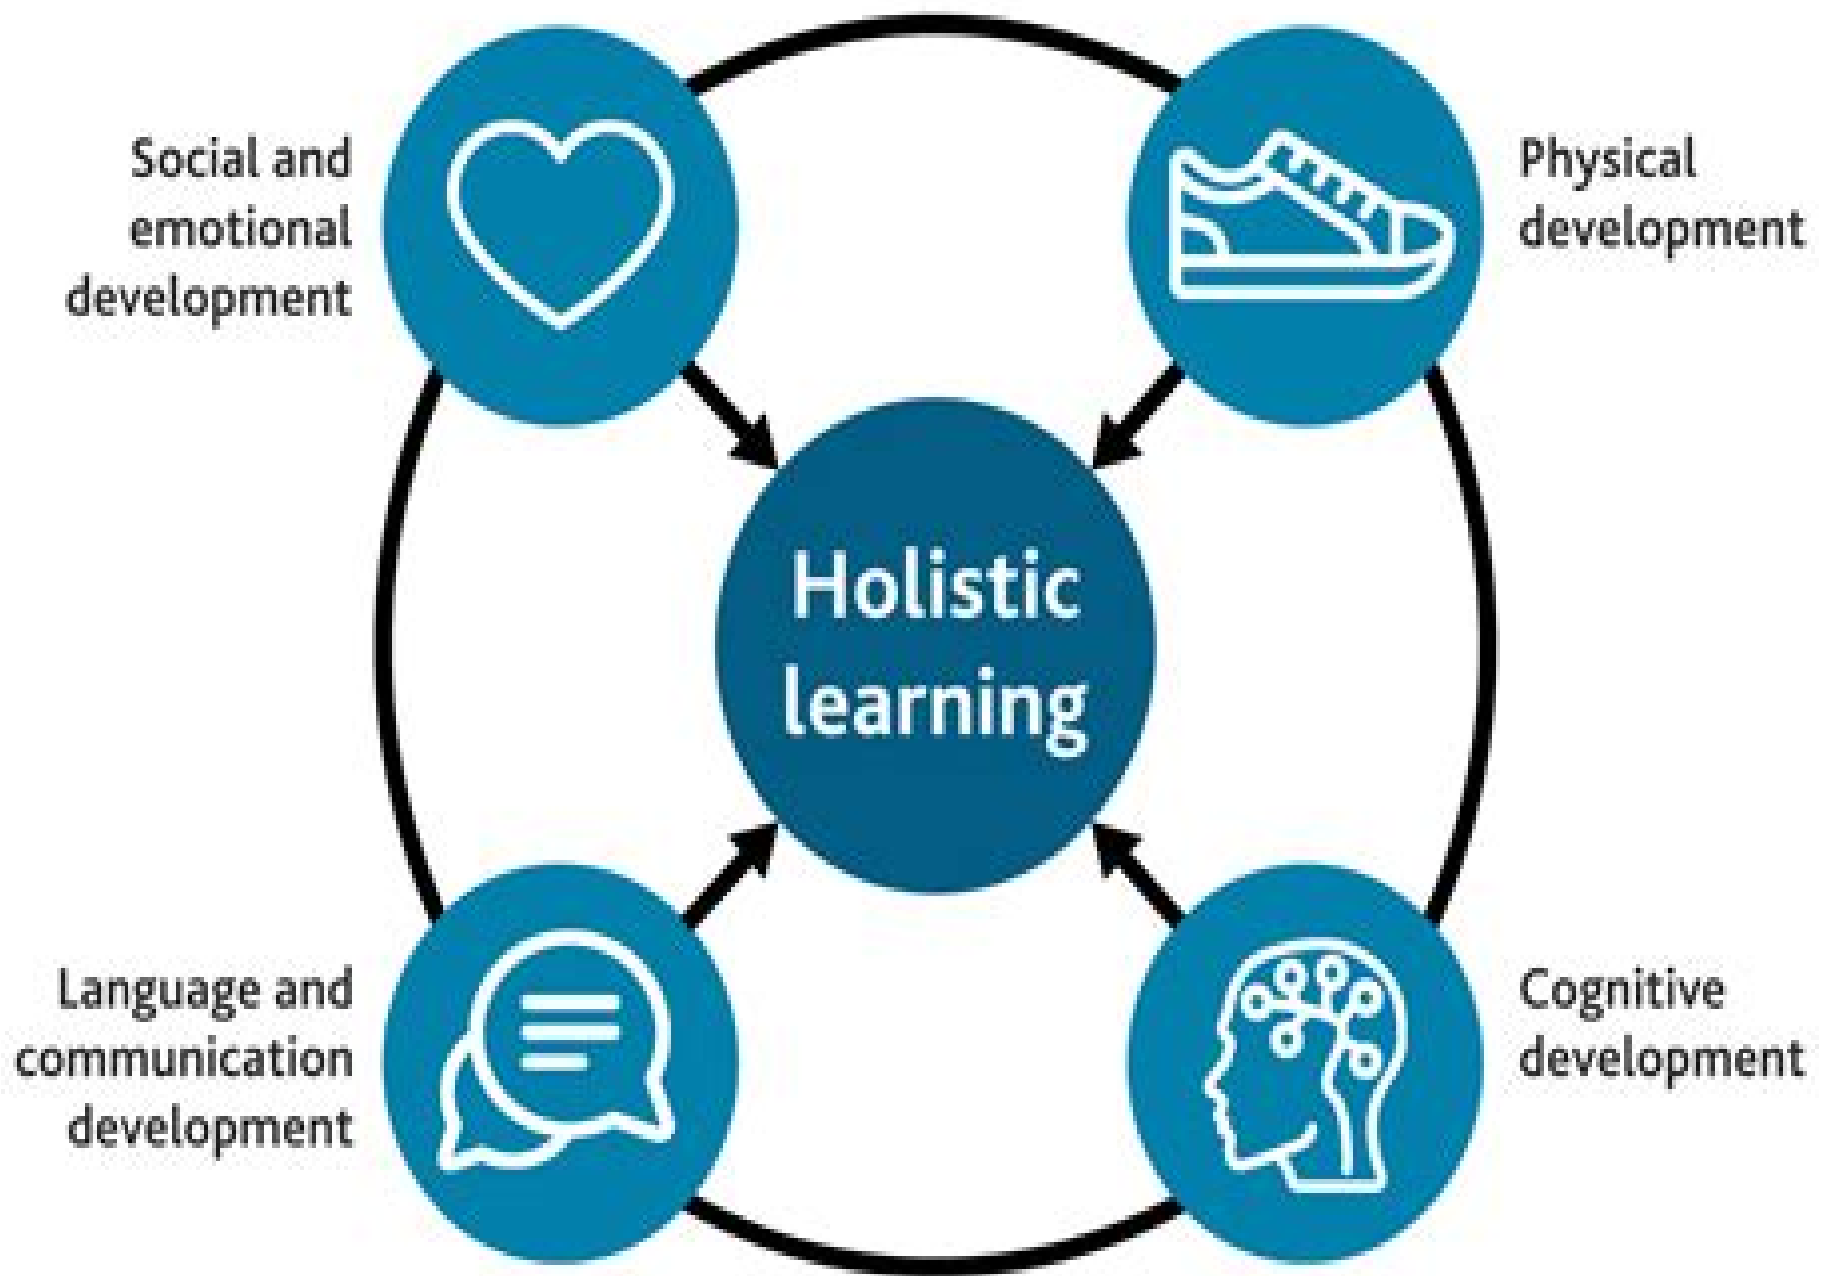 Social and
emotional
development
Physical
development
Holistic
learning
Language and
communication
development
Cognitive
development